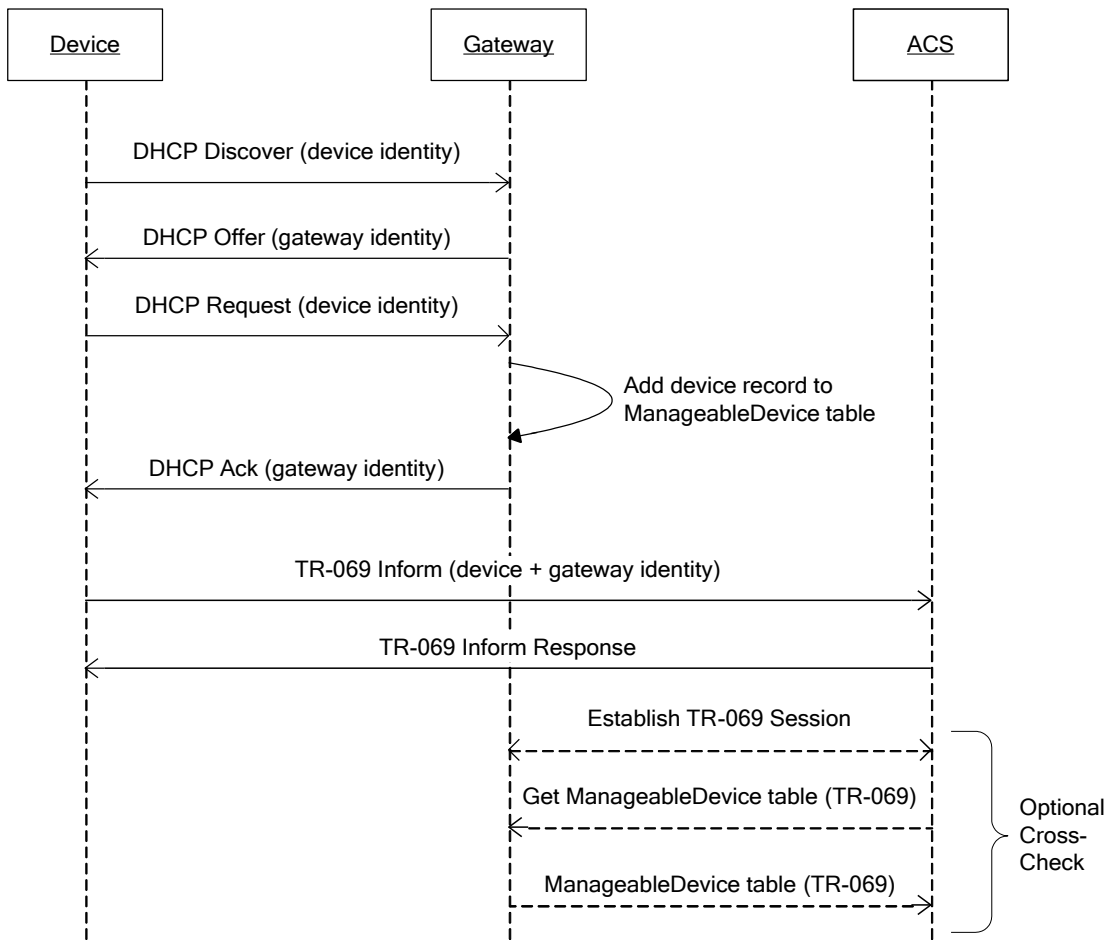 Device
Gateway
ACS
DHCP Discover (device identity)
DHCP Offer (gateway identity)
DHCP Request (device identity)
Add device record to
ManageableDevice table
DHCP Ack (gateway identity)
TR-069 Inform (device + gateway identity)
TR-069 Inform Response
Establish TR-069 Session
Get ManageableDevice table (TR-069)
ManageableDevice table (TR-069)
Optional
Cross-
Check